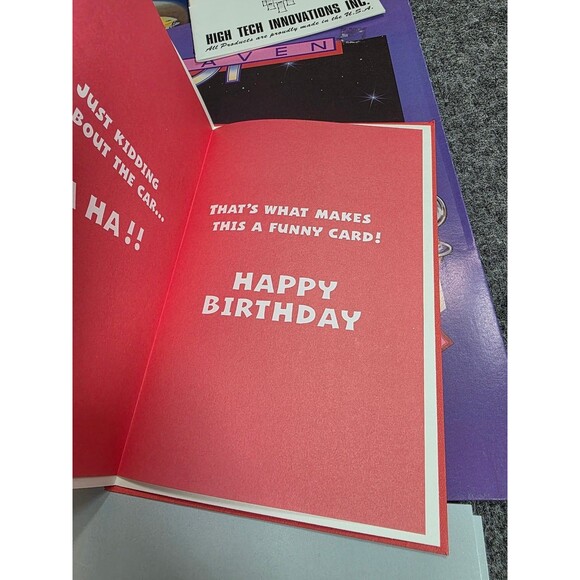 HIGH TECH INNOVATIONS INC.
All Products are proudly made in the U.S.A.
AVEN
JUST KIDDING
BOUT THE CAR...
HA!!
THAT'S WHAT MAKES
THIS A FUNNY CARD!
HAPPY
BIRTHDAY